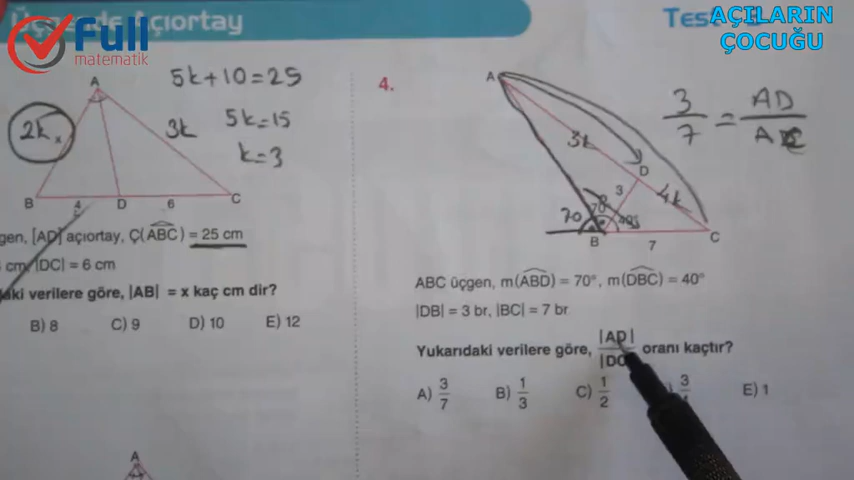 Açıortay
Test
AÇILARIN
ÇOCUĞU
Full
matematik
5k+10=25
5k=15
k=3
2k
x
3k
A
B
4
D
6
C
gen, [AD] açıortay, Ç(ABC) = 25 cm
cm, |DC| = 6 cm
daki verilere göre, |AB| = x kaç cm dir?
B) 8 C) 9 D) 10 E) 12
A
4.
A
3k
D
3
4k
70
70
40°
B
7
C
3/7 = AD/AC
ABC üçgen, m(ABD) = 70°, m(DBC) = 40°
|DB| = 3 br, |BC| = 7 br
Yukarıdaki verilere göre, |AD|/|DC oranı kaçtır?
A) 3/7 B) 1/3 C) 1/2 3 E) 1